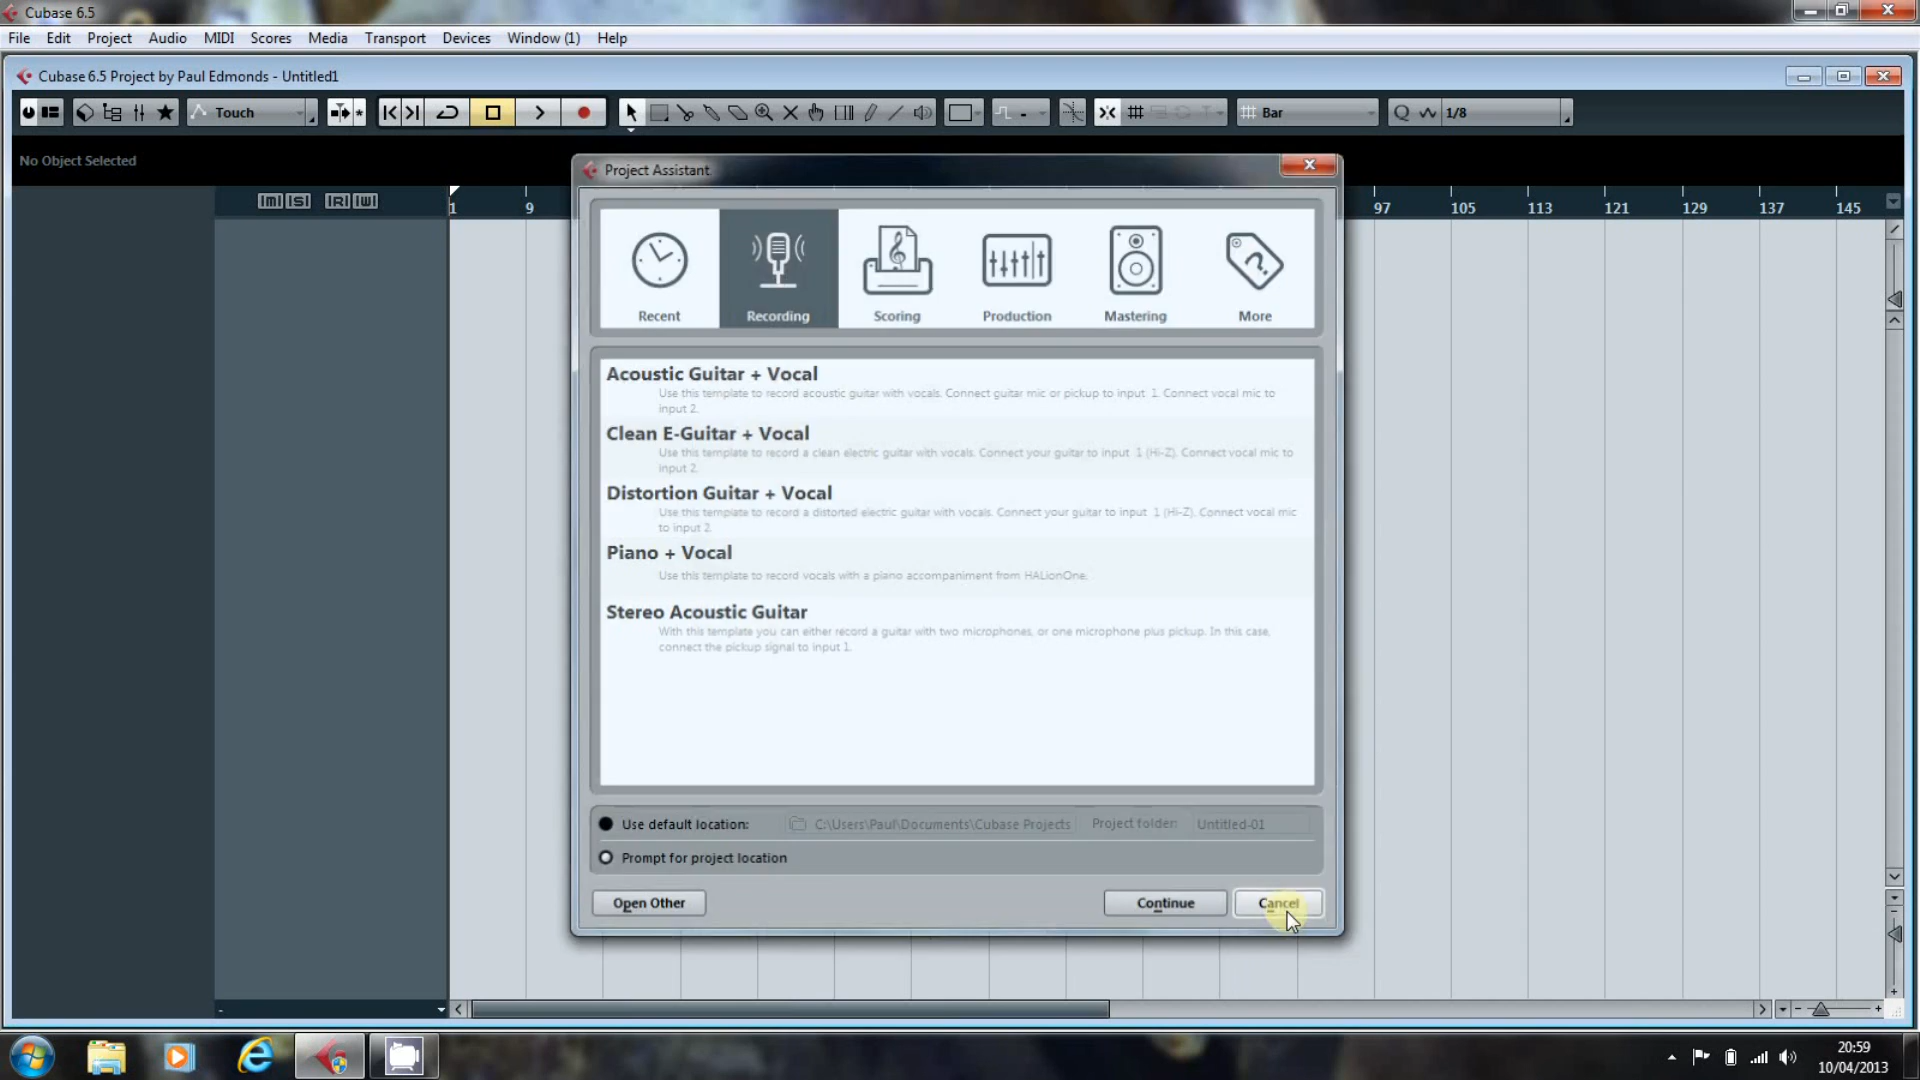 Cubase 6.5
File Edit Project Audio MIDI Scores Media Transport Devices Window (1) Help
Cubase 6.5 Project by Paul Edmonds - Untitled1
Touch Bar Q 1/8
No Object Selected
M S R W
1 9 97 105 113 121 129 137 145
Project Assistant
Recent Recording Scoring Production Mastering More
Acoustic Guitar + Vocal
Use this template to record acoustic guitar with vocals. Connect guitar mic or pickup to input 1. Connect vocal mic to
input 2.
Clean E-Guitar + Vocal
Use this template to record a clean electric guitar with vocals. Connect your guitar to input 1 (Hi-Z). Connect vocal mic to
input 2.
Distortion Guitar + Vocal
Use this template to record a distorted electric guitar with vocals. Connect your guitar to input 1 (Hi-Z). Connect vocal mic
to input 2.
Piano + Vocal
Use this template to record vocals with a piano accompaniment from HALionOne.
Stereo Acoustic Guitar
With this template you can either record a guitar with two microphones, or one microphone plus pickup. In this case,
connect the pickup signal to input 1.
Use default location: C:\Users\Paul\Documents\Cubase Projects Project folder: Untitled-01
Prompt for project location
Open Other Continue Cancel
20:59
10/04/2013